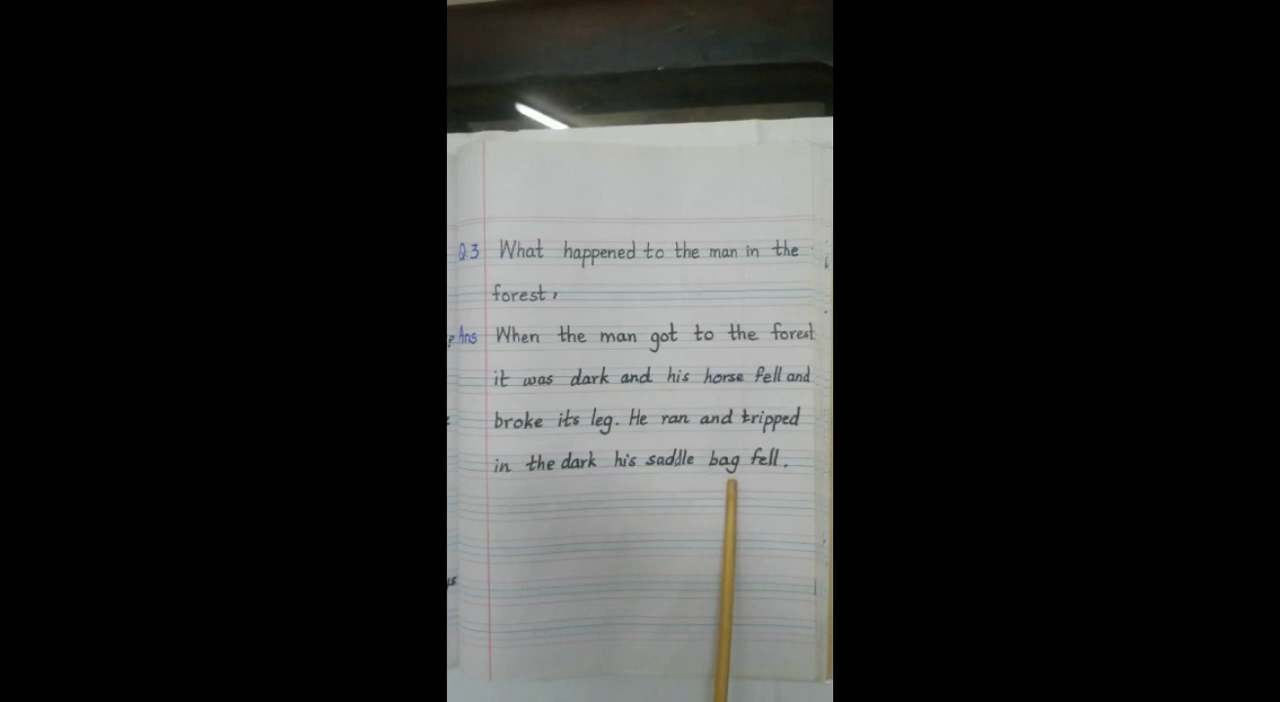 Q.3 What happened to the man in the
forest,
Ans When the man got to the forest
it was dark and his horse fell and
broke its leg. He ran and tripped
in the dark his saddle bag fell.